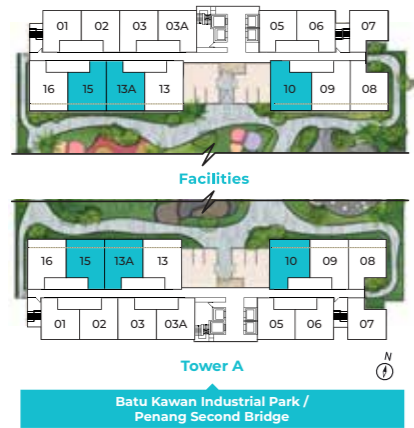 01 02 03 03A 05 06 07
16 15 13A 13 10 09 08
Facilities
16 15 13A 13 10 09 08
01 02 03 03A 05 06 07
Tower A
N
Batu Kawan Industrial Park /
Penang Second Bridge